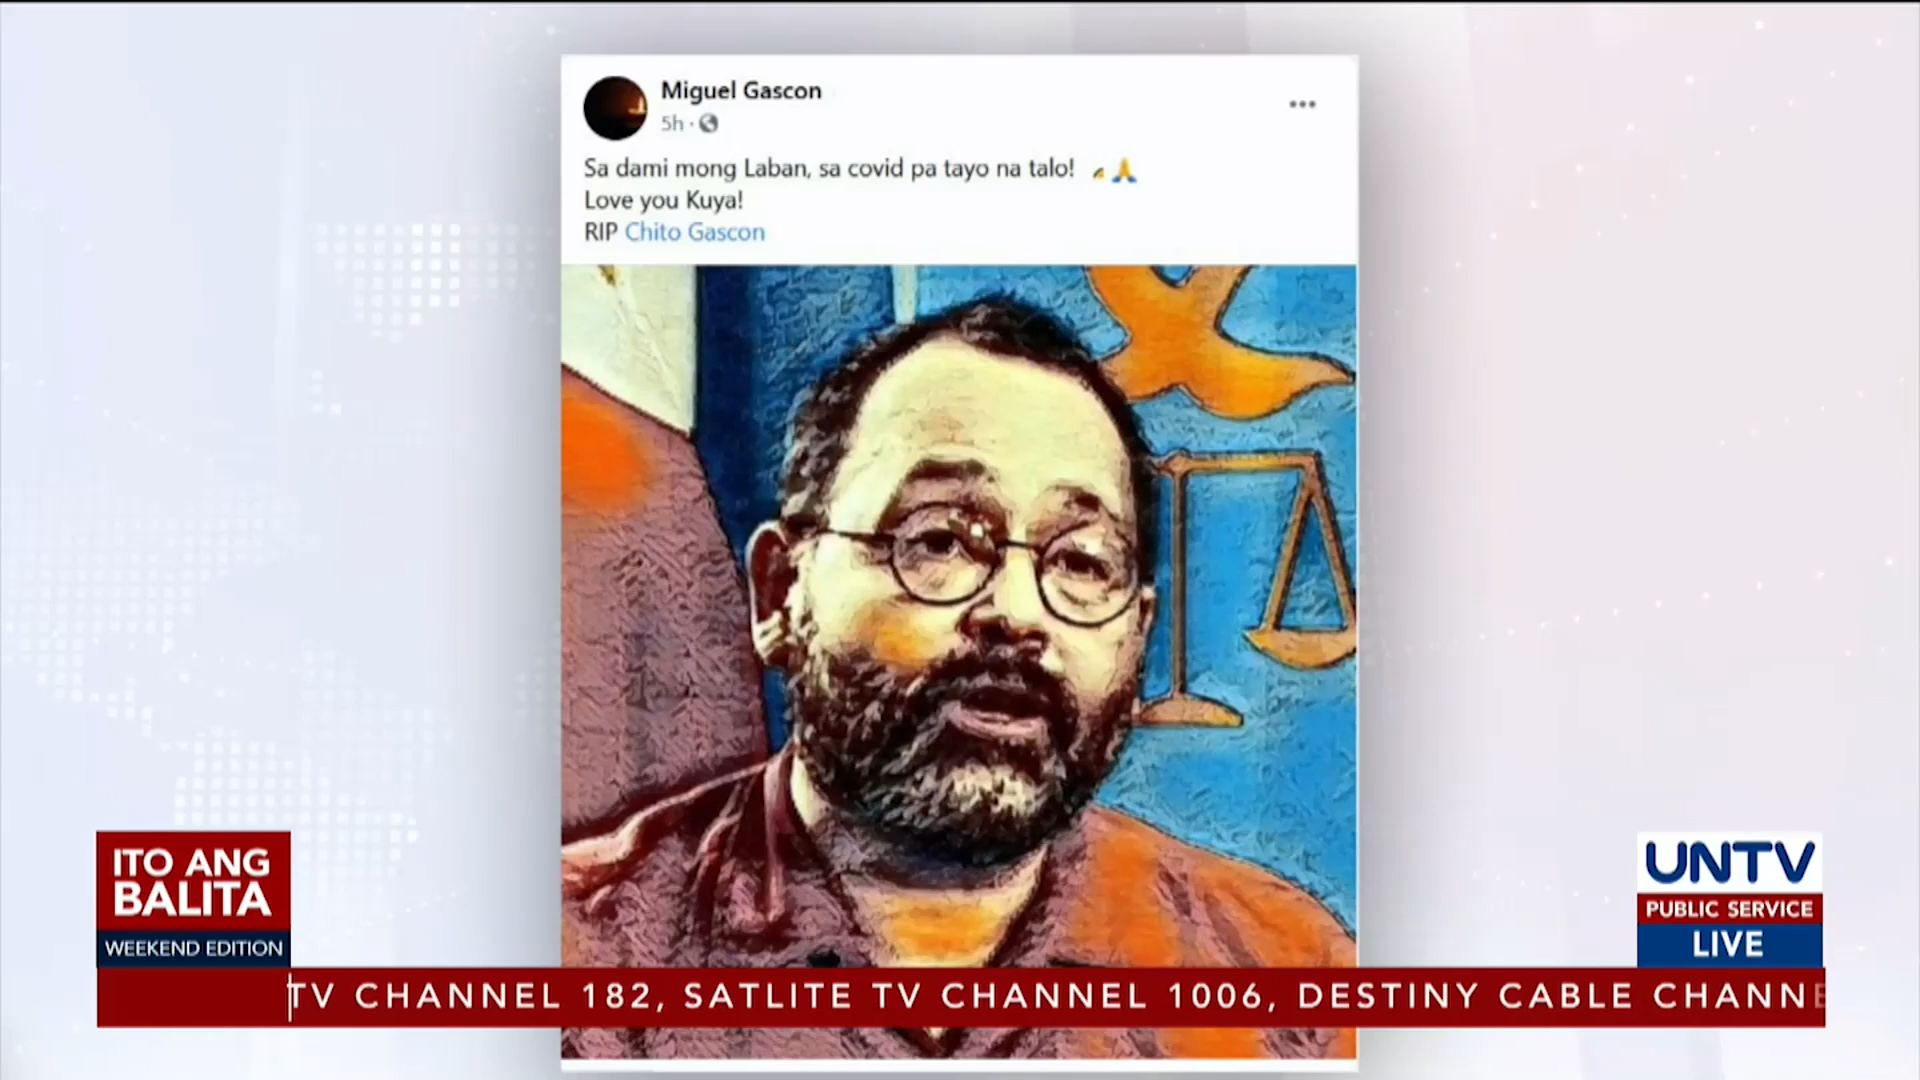 Miguel Gascon
5h ·
Sa dami mong Laban, sa covid pa tayo na talo!
Love you Kuya!
RIP Chito Gascon
ITO ANG
BALITA
WEEKEND EDITION
UNTV
PUBLIC SERVICE
LIVE
TV CHANNEL 182, SATLITE TV CHANNEL 1006, DESTINY CABLE CHANNE